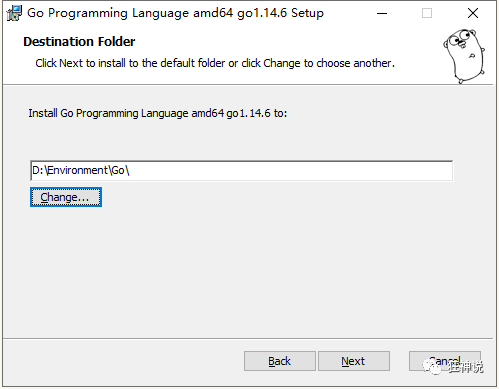 Go Programming Language amd64 go1.14.6 Setup
Destination Folder
Click Next to install to the default folder or click Change to choose another.
Install Go Programming Language amd64 go1.14.6 to:
D:\Environment\Go\
Change...
Back
Next
Cancel
狂神说